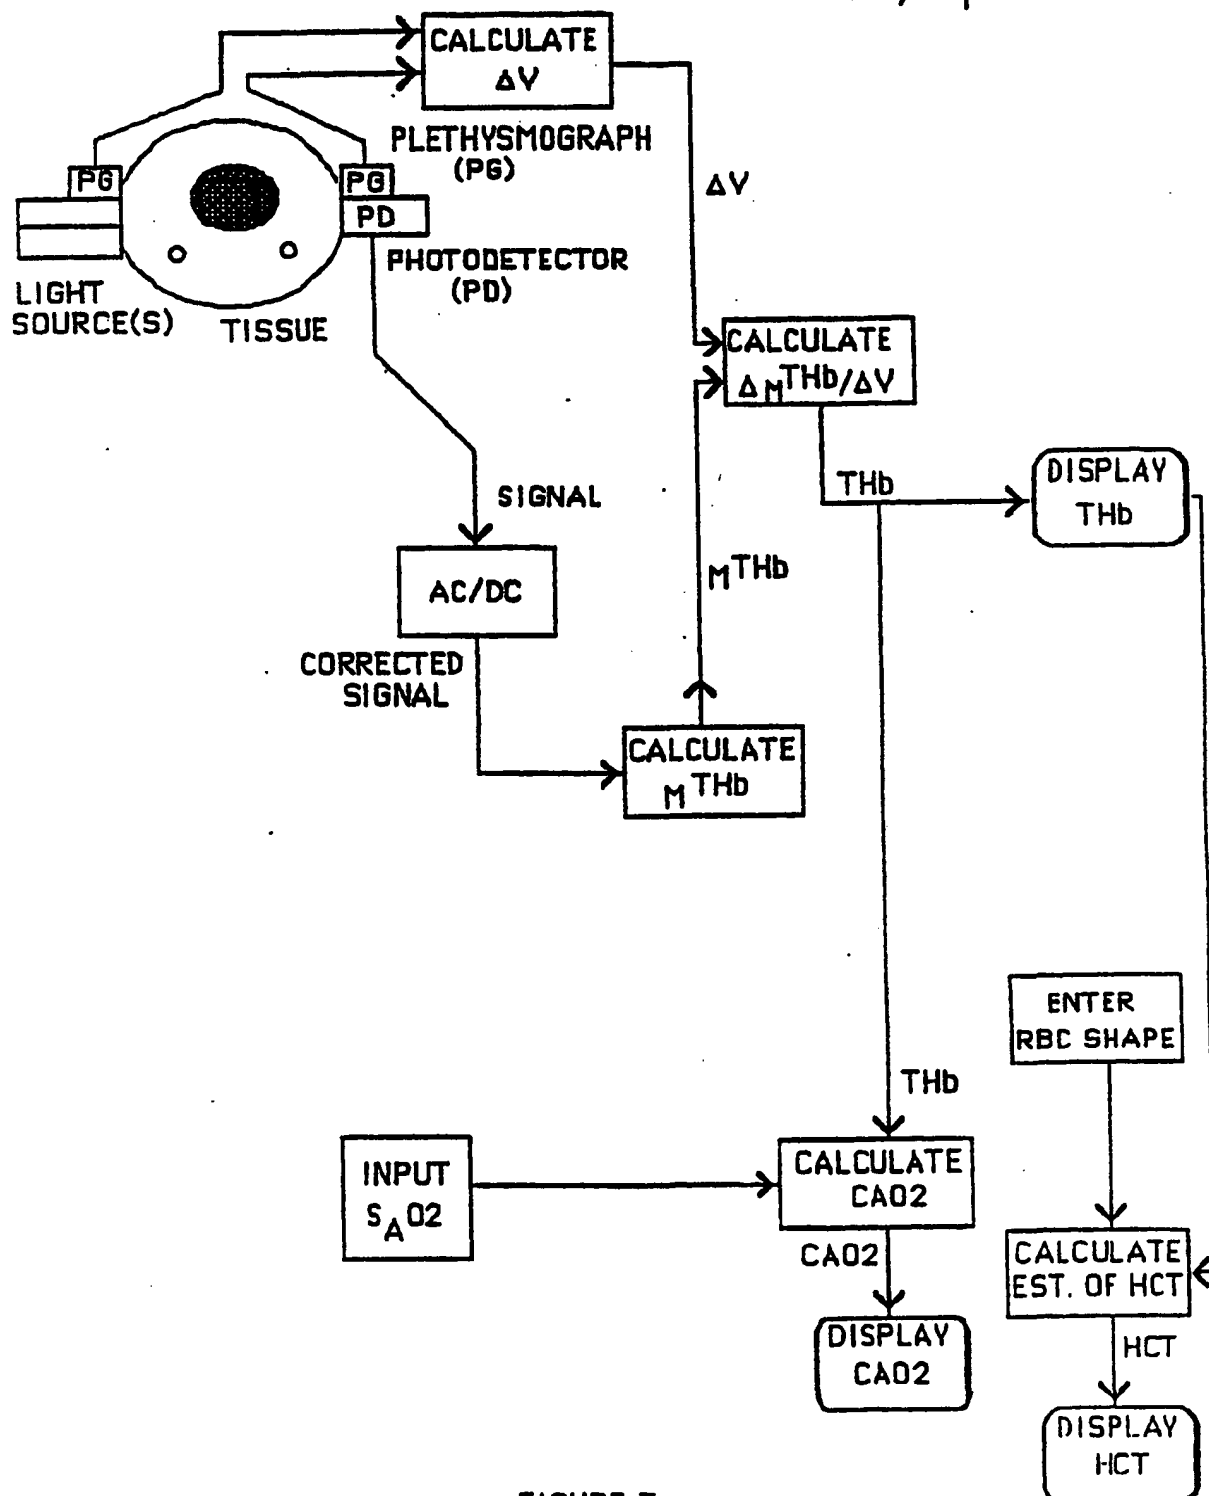 CALCULATE
ΔV
PLETHYSMOGRAPH
(PG)
PG
PG
PD
PHOTODETECTOR
(PD)
LIGHT
SOURCE(S)
TISSUE
ΔV
CALCULATE
Δ MTHb/ΔV
SIGNAL
THb
DISPLAY
THb
AC/DC
MTHb
CORRECTED
SIGNAL
CALCULATE
M THb
ENTER
RBC SHAPE
THb
INPUT
SAO2
CALCULATE
CAO2
CALCULATE
EST. OF HCT
CAO2
HCT
DISPLAY
CAO2
DISPLAY
HCT